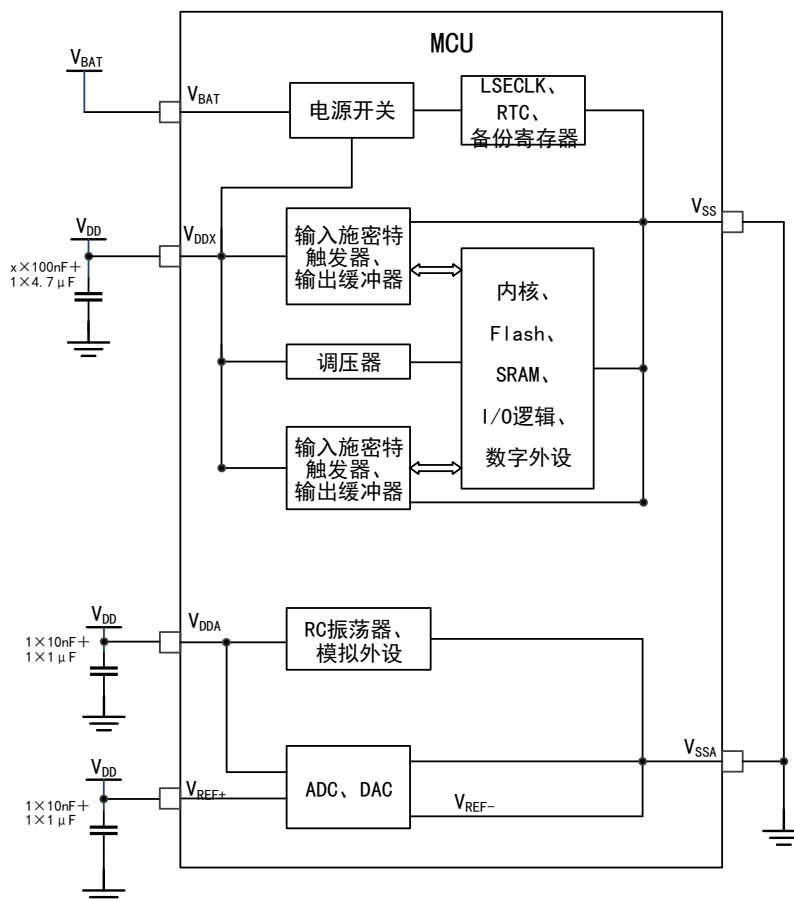 MCU
VBAT
VBAT
电源开关
LSECLK、
RTC、
备份寄存器
VSS
VDD
VDDX
x×100nF+
1×4.7μF
输入施密特
触发器、
输出缓冲器
内核、
Flash、
SRAM、
I/O逻辑、
数字外设
调压器
输入施密特
触发器、
输出缓冲器
VDD
VDDA
1×10nF+
1×1μF
RC振荡器、
模拟外设
VSSA
VDD
VREF+
1×10nF+
1×1μF
ADC、DAC
VREF-